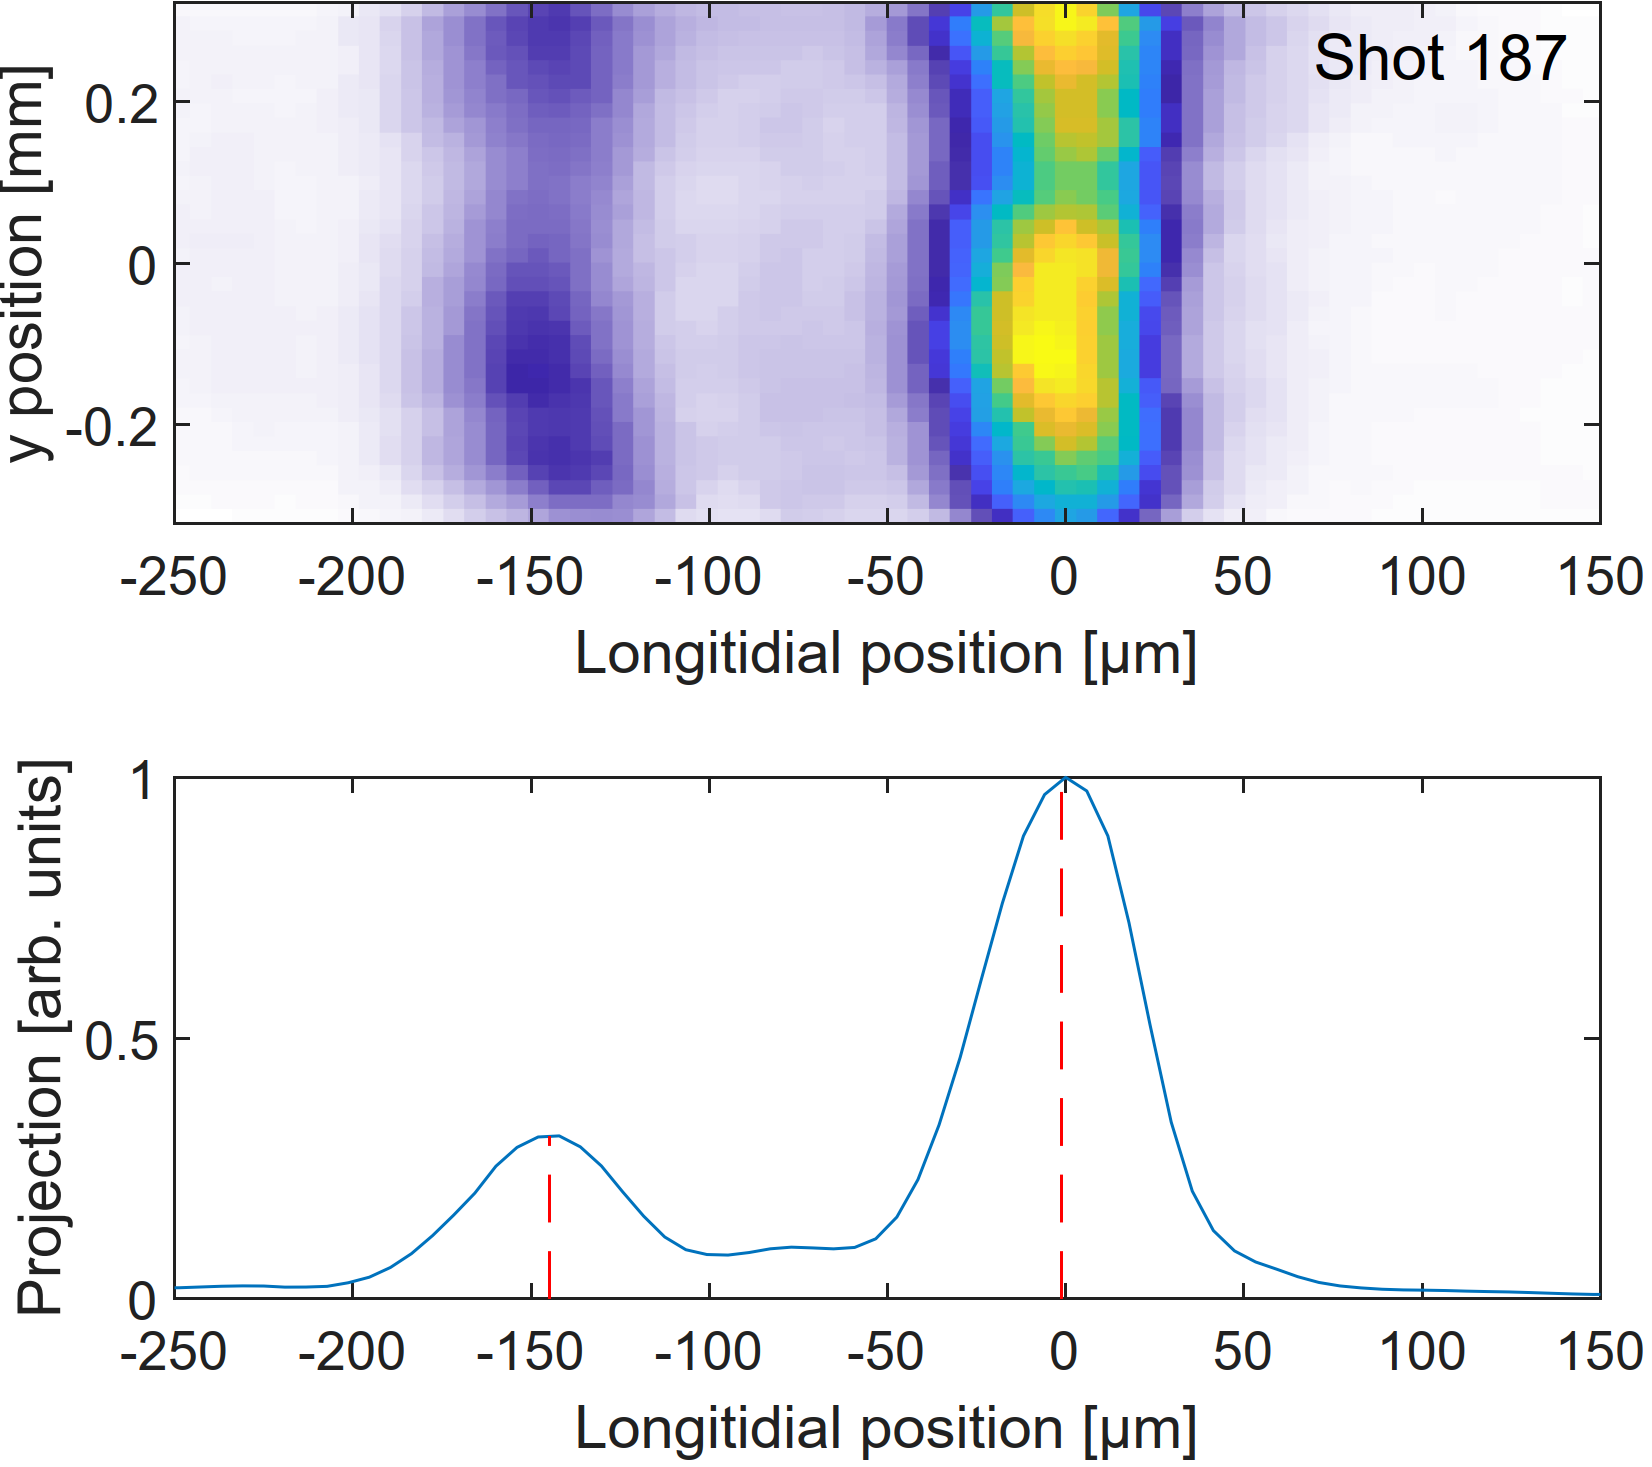 Shot 187
y position [mm]
0.2
0
-0.2
-250 -200 -150 -100 -50 0 50 100 150
Longitidial position [µm]
Projection [arb. units]
1
0.5
0
-250 -200 -150 -100 -50 0 50 100 150
Longitidial position [µm]